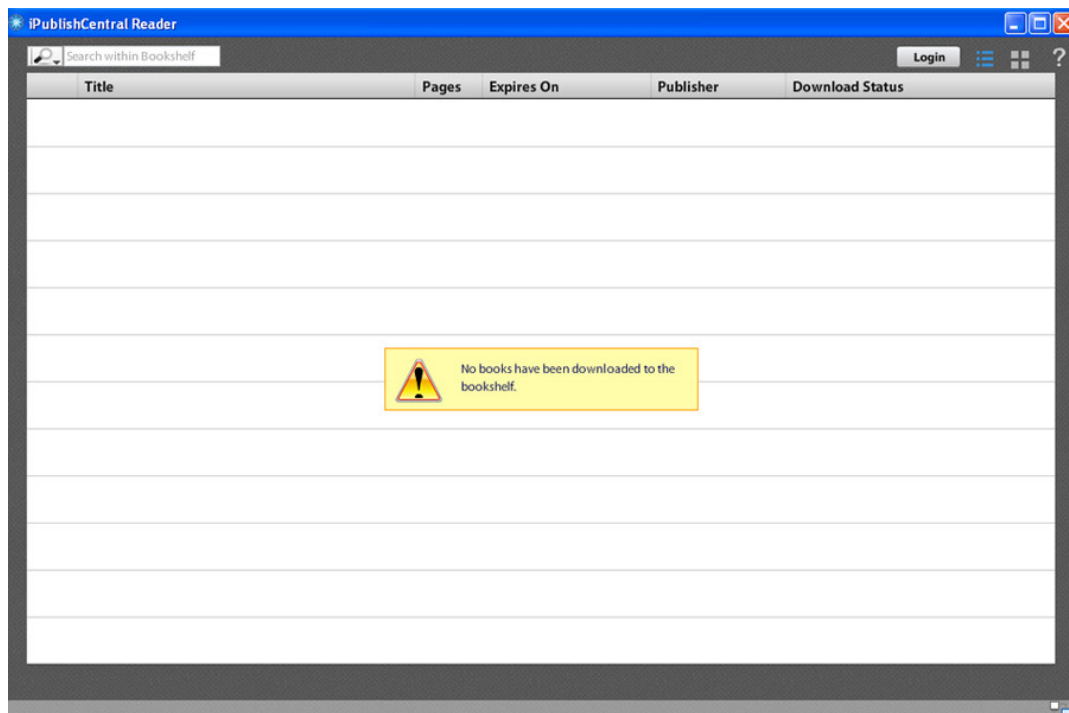 iPublishCentral Reader
Search within Bookshelf
Login
?
Title Pages Expires On Publisher Download Status
No books have been downloaded to the
bookshelf.